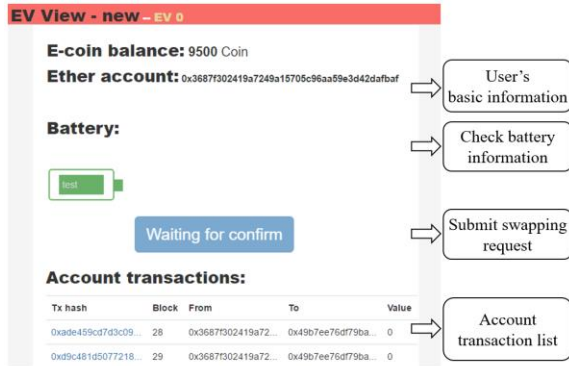 EV View - new – EV 0
E-coin balance: 9500 Coin
Ether account: 0x3687f302419a7249a15705c96aa59e3d42dafbaf
User's
basic information
Battery:
Check battery
information
test
Waiting for confirm
Submit swapping
request
Account transactions:
Tx hash Block From To Value
0xade459cd7d3c09... 28 0x3687f302419a72... 0x49b7ee76df79ba... 0
Account
transaction list
0xd9c481d5077218... 29 0x3687f302419a72... 0x49b7ee76df79ba... 0